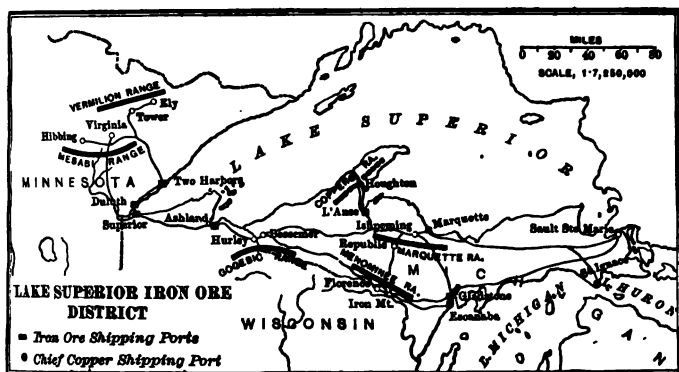 MILES
0 20 40 60 80
SCALE, 1:7,250,000
VERMILION RANGE
Ely
Tower
Virginia
Hibbing
MESABI RANGE
MINNESOTA
Two Harbors
Duluth
Superior
LAKE SUPERIOR
COPPER RA.
Houghton
L'Anse
Ashland
Hurley
Bessemer
GOGEBIC RANGE
Ishpeming
Marquette
Republic
MARQUETTE RA.
Sault Ste. Marie
St. Ignace
MENOMINEE RA.
M C
Florence
Iron Mt.
Gladstone
Escanaba
L. MICHIGAN
HURON
G A N
WISCONSIN
LAKE SUPERIOR IRON ORE
DISTRICT
Iron Ore Shipping Ports
Chief Copper Shipping Port